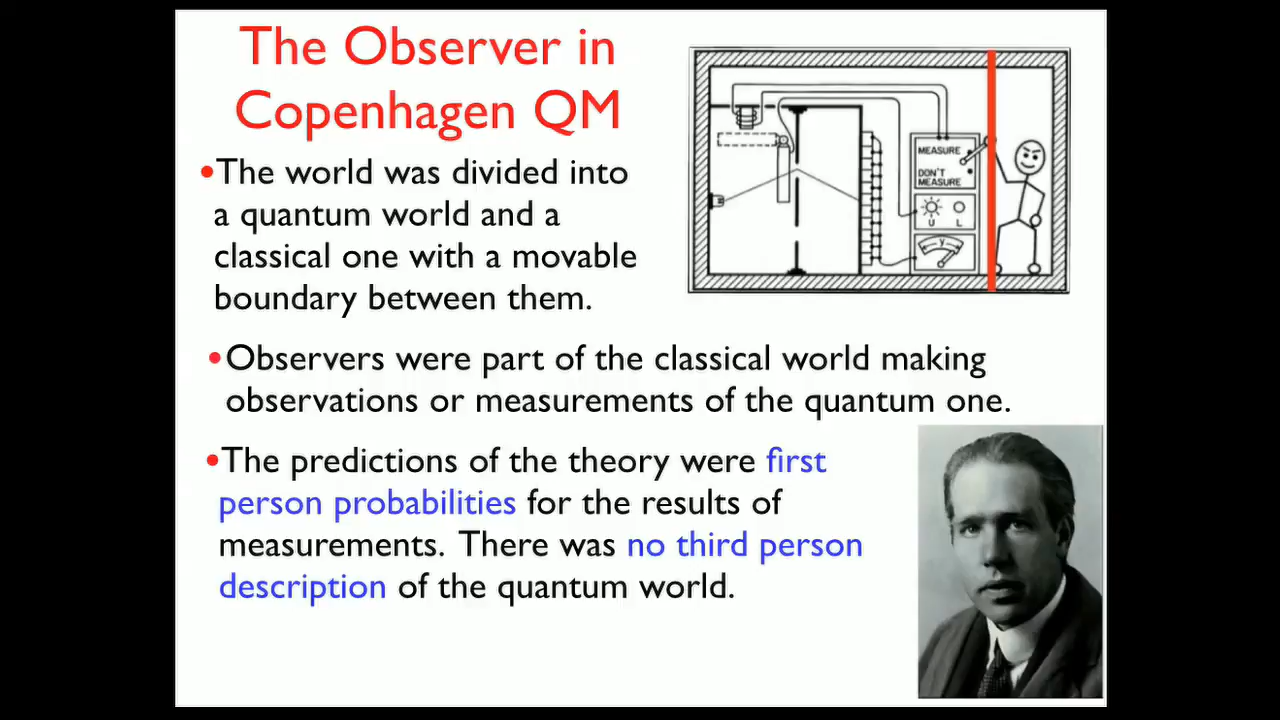 The Observer in
Copenhagen QM
•The world was divided into
a quantum world and a
classical one with a movable
boundary between them.
MEASURE
DON'T
MEASURE
U L
Y
•Observers were part of the classical world making
observations or measurements of the quantum one.
•The predictions of the theory were first
person probabilities for the results of
measurements. There was no third person
description of the quantum world.